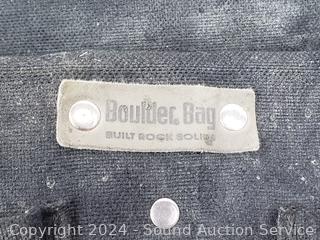 Boulder Bag
BUILT ROCK SOLID
Copyright 2024 - Sound Auction Service